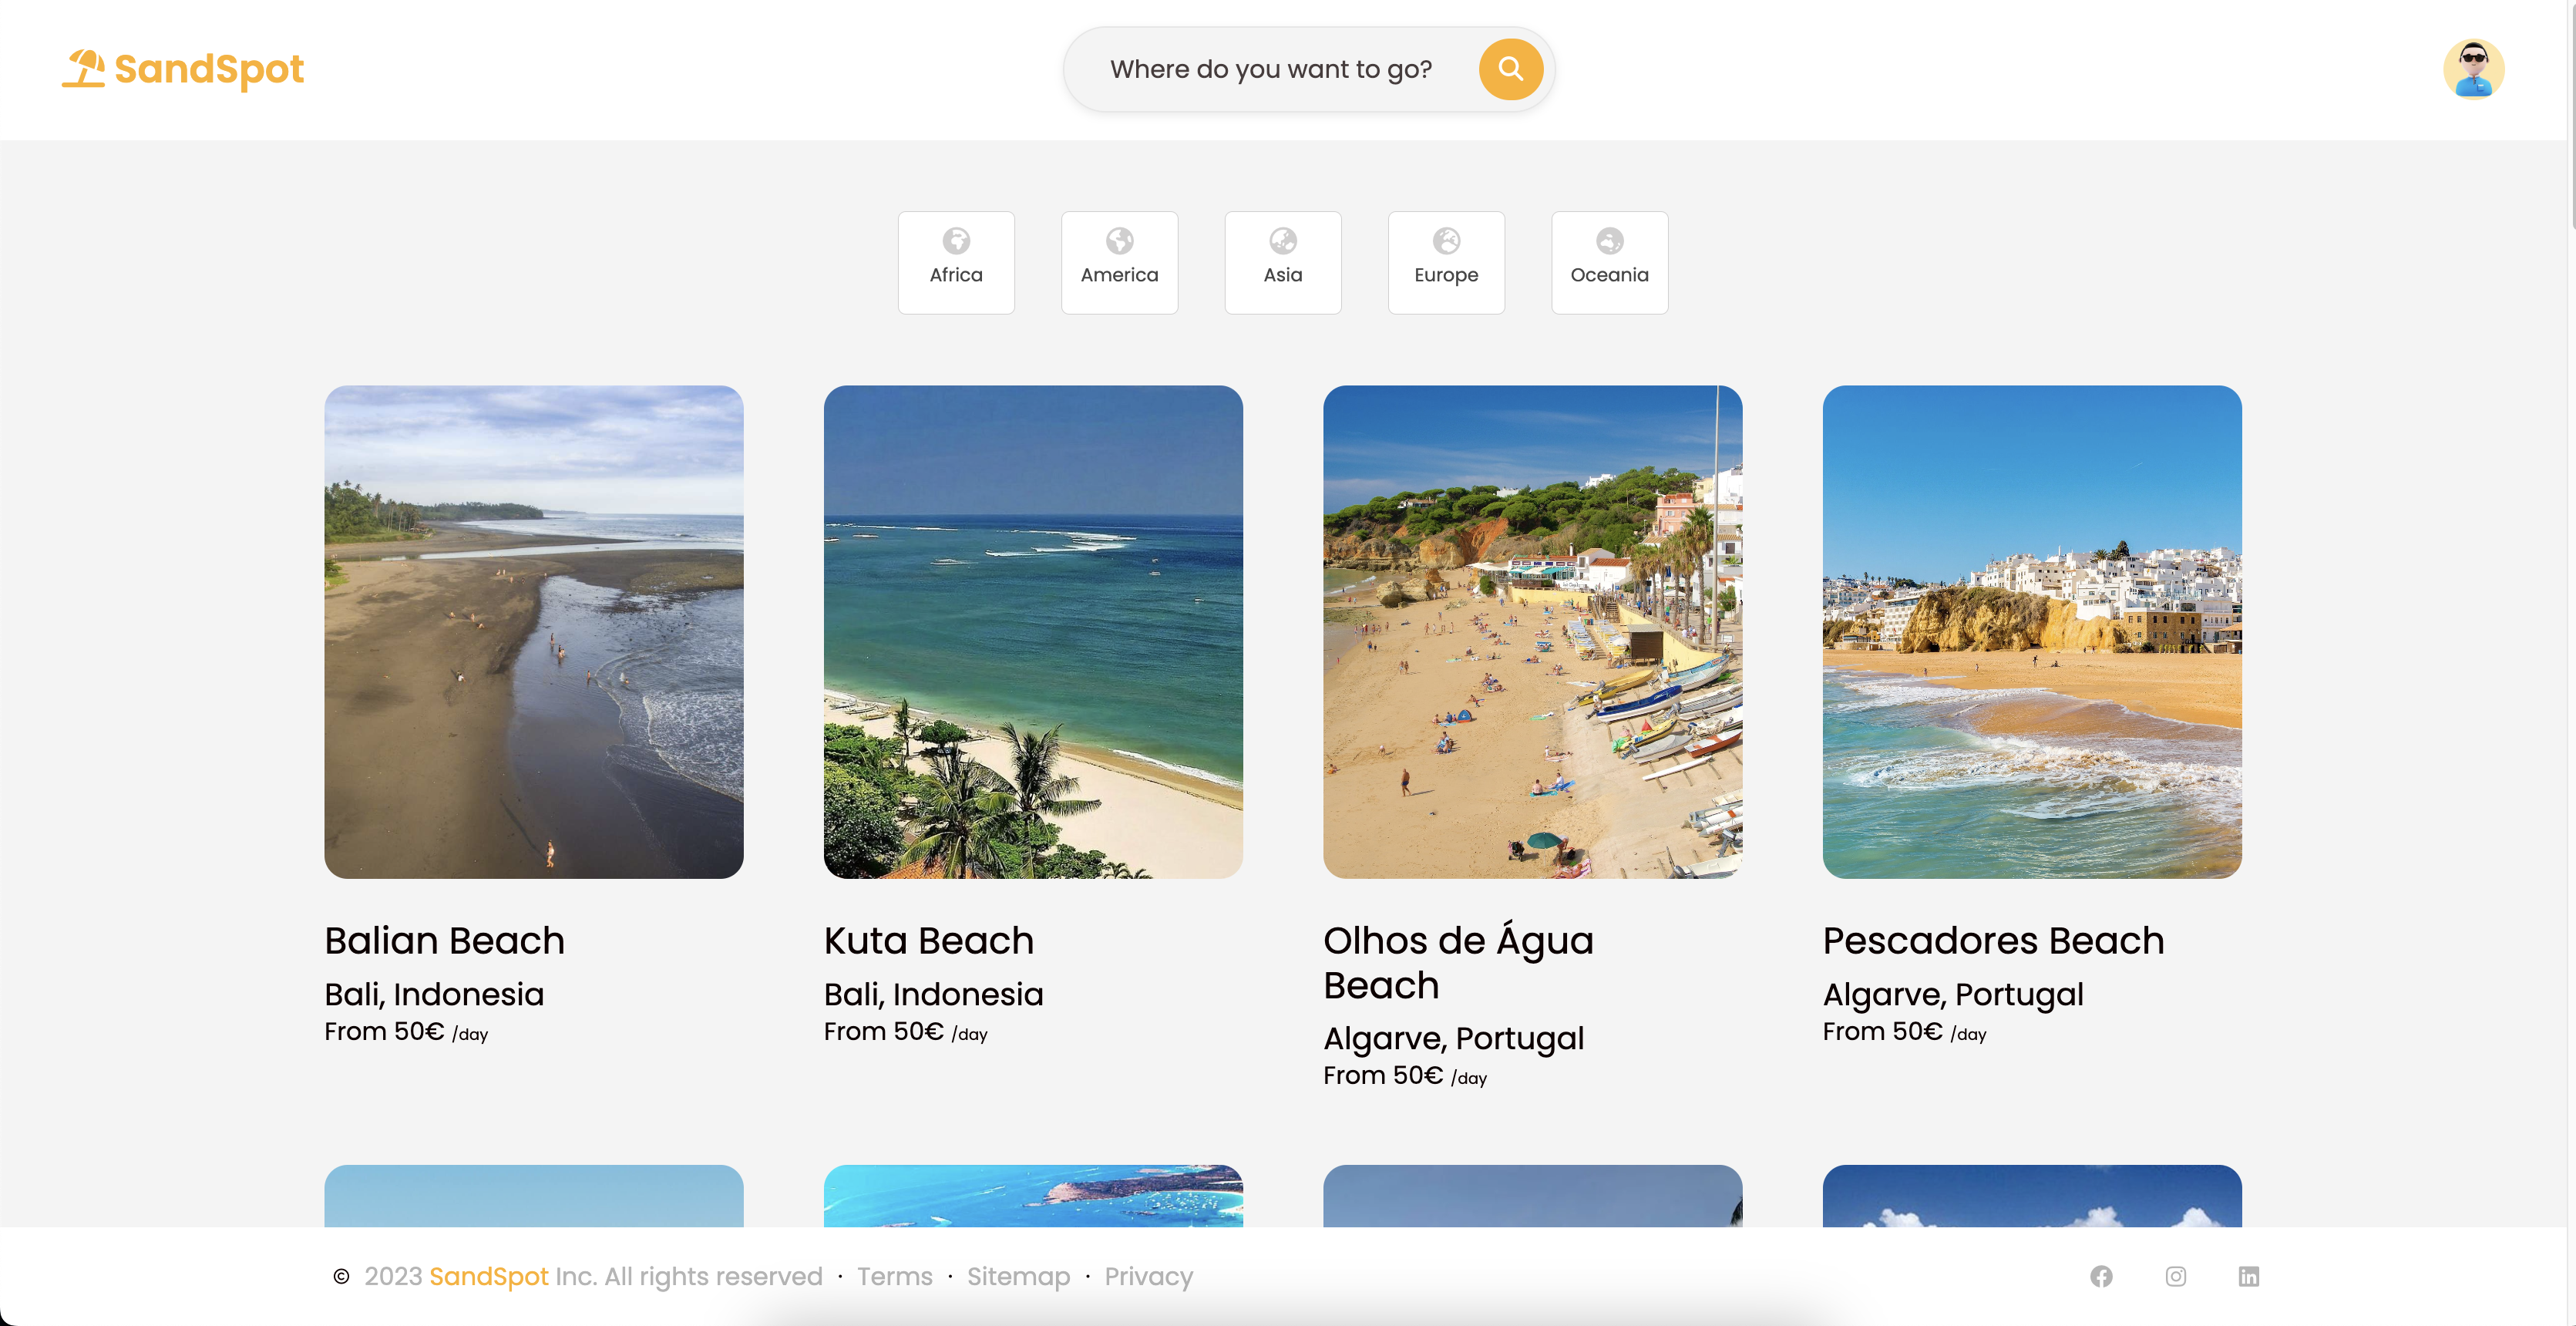 SandSpot
Where do you want to go?
Africa
America
Asia
Europe
Oceania
Balian Beach
Bali, Indonesia
From 50€ /day
Kuta Beach
Bali, Indonesia
From 50€ /day
Olhos de Água
Beach
Algarve, Portugal
From 50€ /day
Pescadores Beach
Algarve, Portugal
From 50€ /day
© 2023 SandSpot Inc. All rights reserved · Terms · Sitemap · Privacy